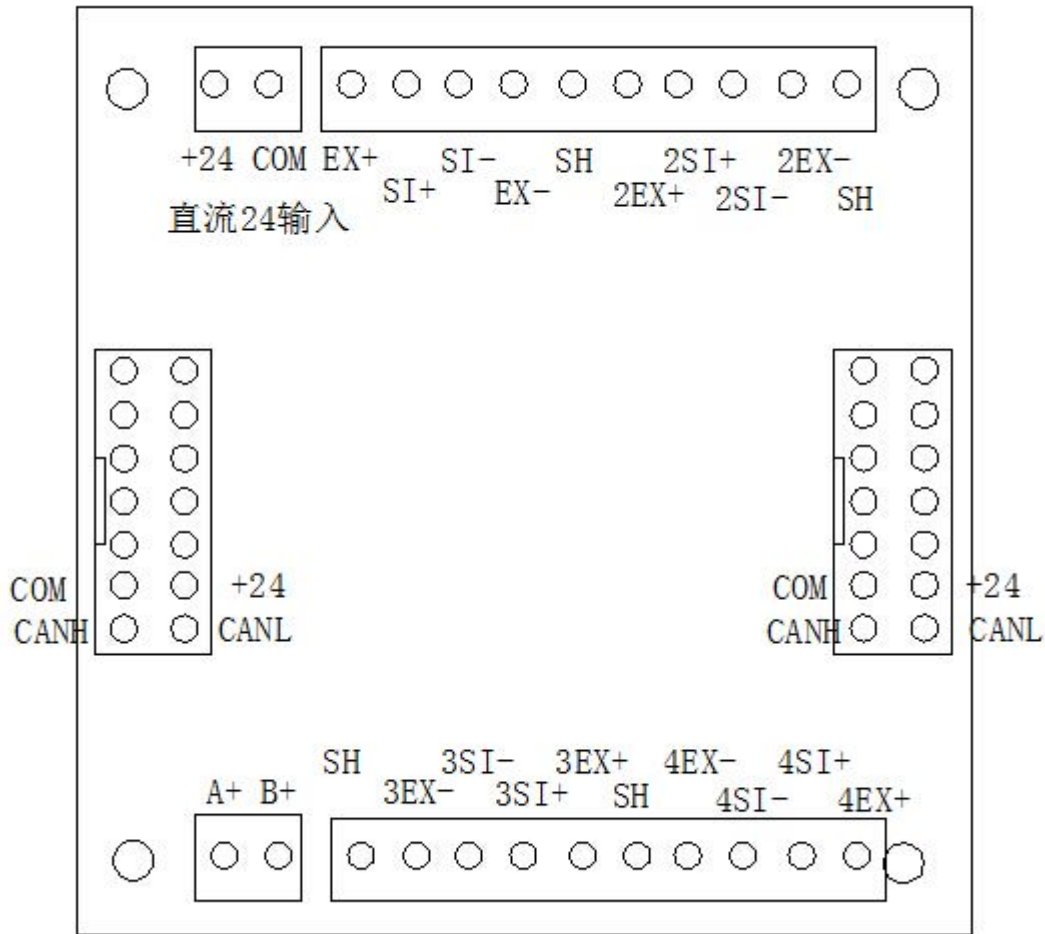 +24 COM EX+ SI- SH 2SI+ 2EX-
SI+ EX- 2EX+ 2SI- SH
直流24输入
COM +24 COM +24
CANH CANL CANH CANL
SH 3SI- 3EX+ 4EX- 4SI+
A+ B+ 3EX- 3SI+ SH 4SI- 4EX+